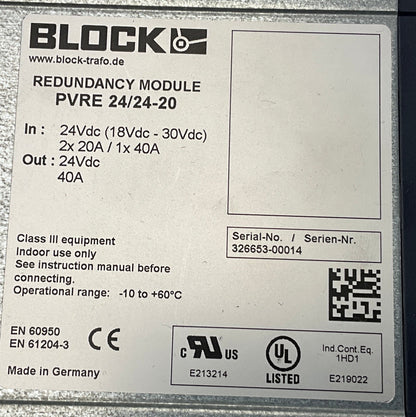 BLOCK
www.block-trafo.de
REDUNDANCY MODULE
PVRE 24/24-20
In : 24Vdc (18Vdc - 30Vdc)
2x 20A / 1x 40A
Out : 24Vdc
40A
Class III equipment
Indoor use only
See instruction manual before
connecting.
Operational range: -10 to +60°C
Serial-No. / Serien-Nr.
326653-00014
EN 60950
EN 61204-3
CE
Made in Germany
c RU US
E213214
UL
LISTED
Ind.Cont.Eq.
1HD1
E219022